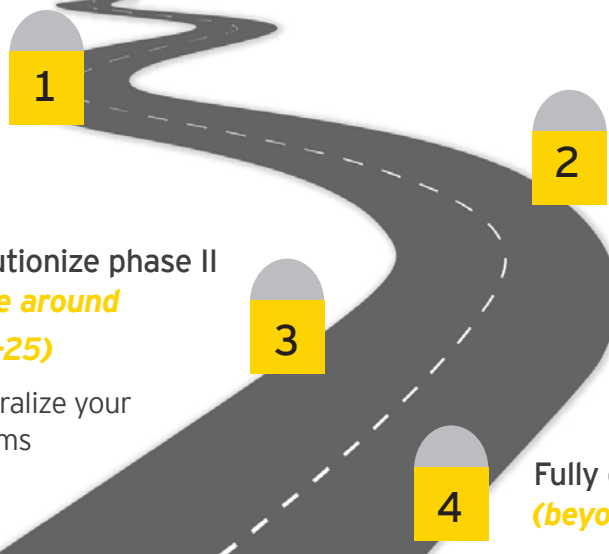 1
2
utionize phase II
e around
-25)
3
ralize your
ms
4
Fully
(beyo